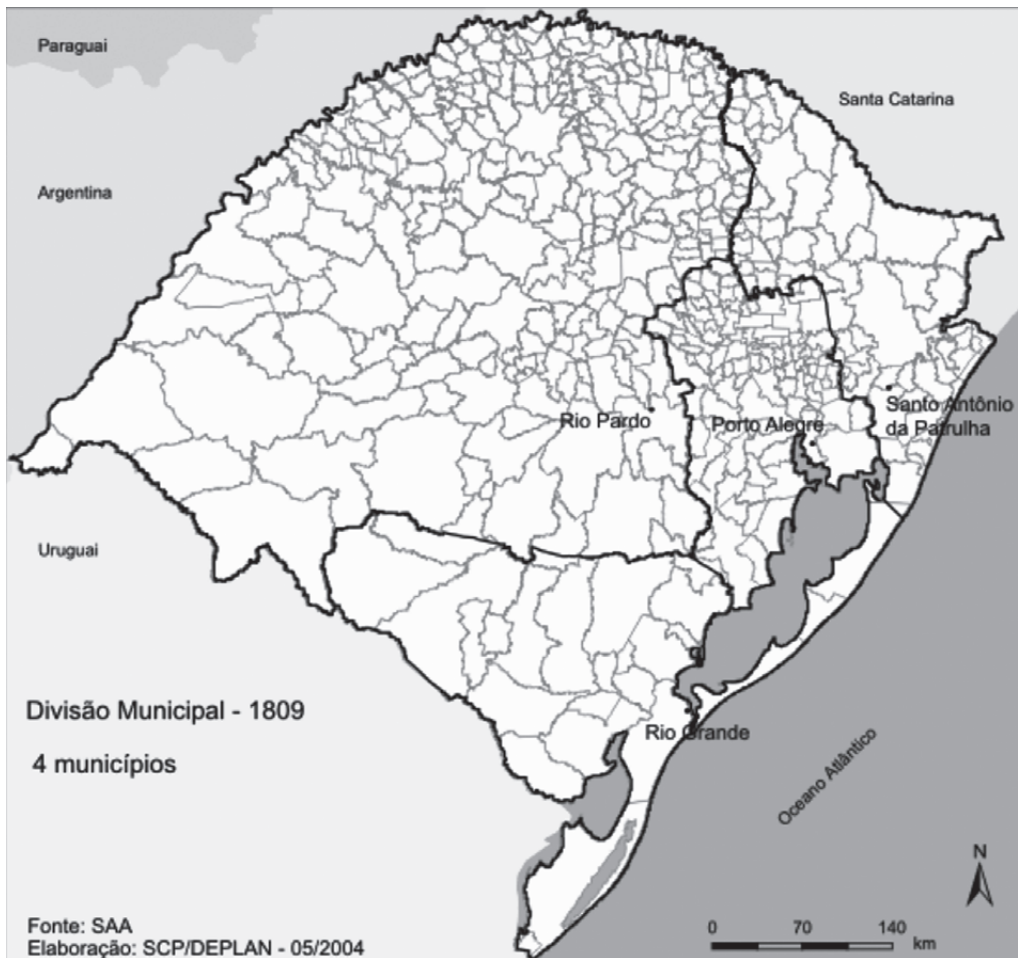 Paraguai
Santa Catarina
Argentina
Rio Pardo
Porto Alegre
Santo Antônio
da Patrulha
Uruguai
Divisão Municipal - 1809
4 municípios
Rio Grande
Oceano Atlântico
N
0 70 140
km
Fonte: SAA
Elaboração: SCP/DEPLAN - 05/2004